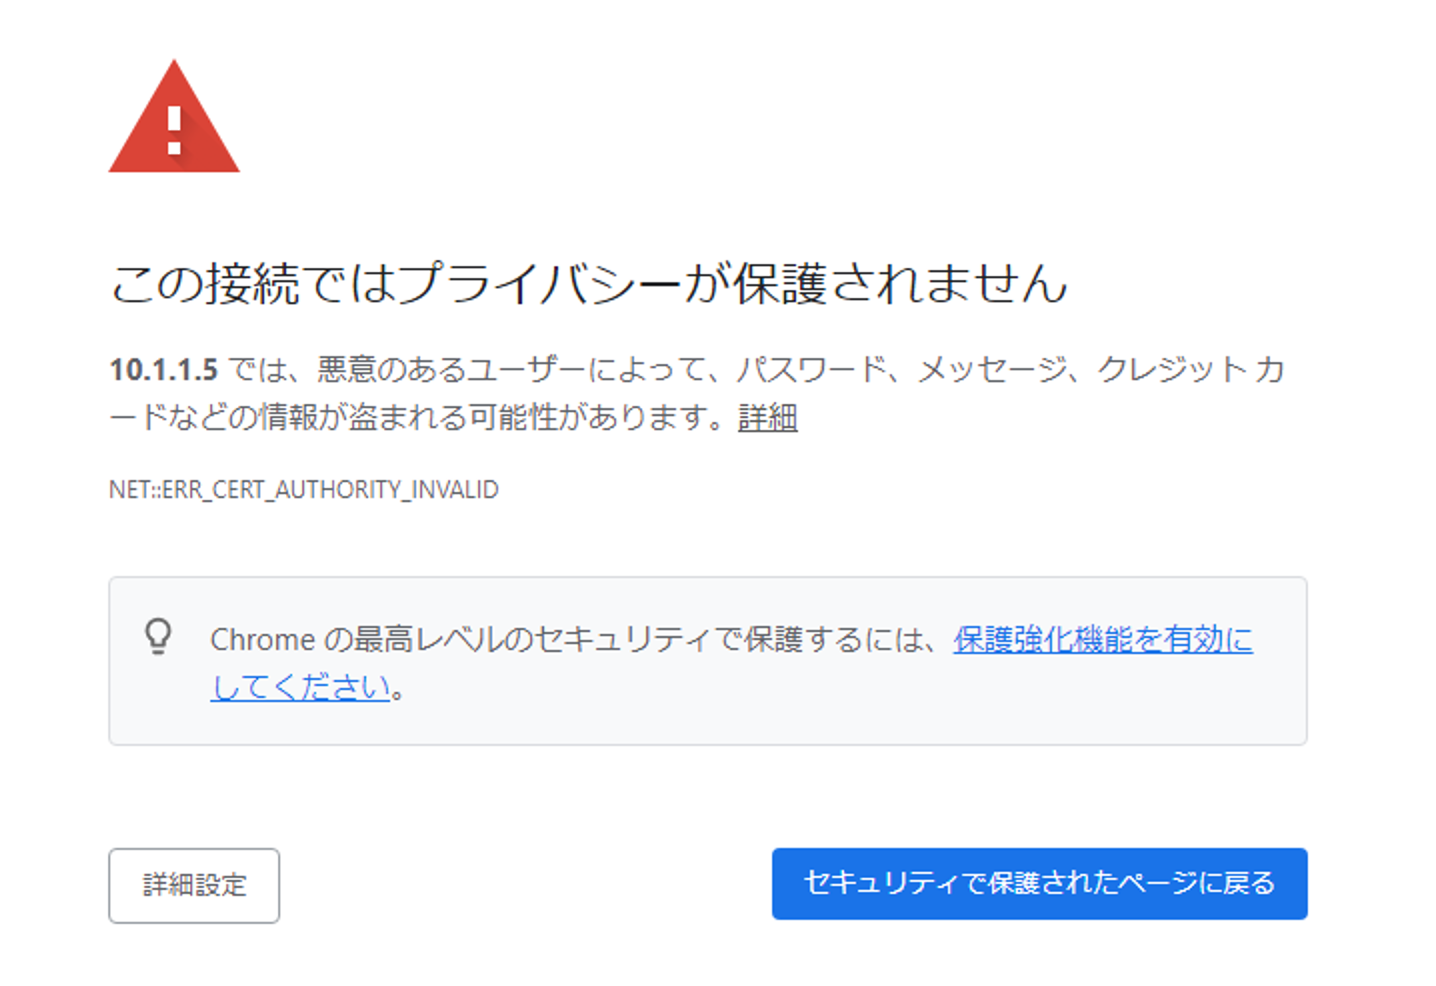 この接続ではプライバシーが保護されません
10.1.1.5 では、悪意のあるユーザーによって、パスワード、メッセージ、クレジット カ
ードなどの情報が盗まれる可能性があります。詳細
NET::ERR_CERT_AUTHORITY_INVALID
Chrome の最高レベルのセキュリティで保護するには、保護強化機能を有効に
してください。
詳細設定
セキュリティで保護されたページに戻る